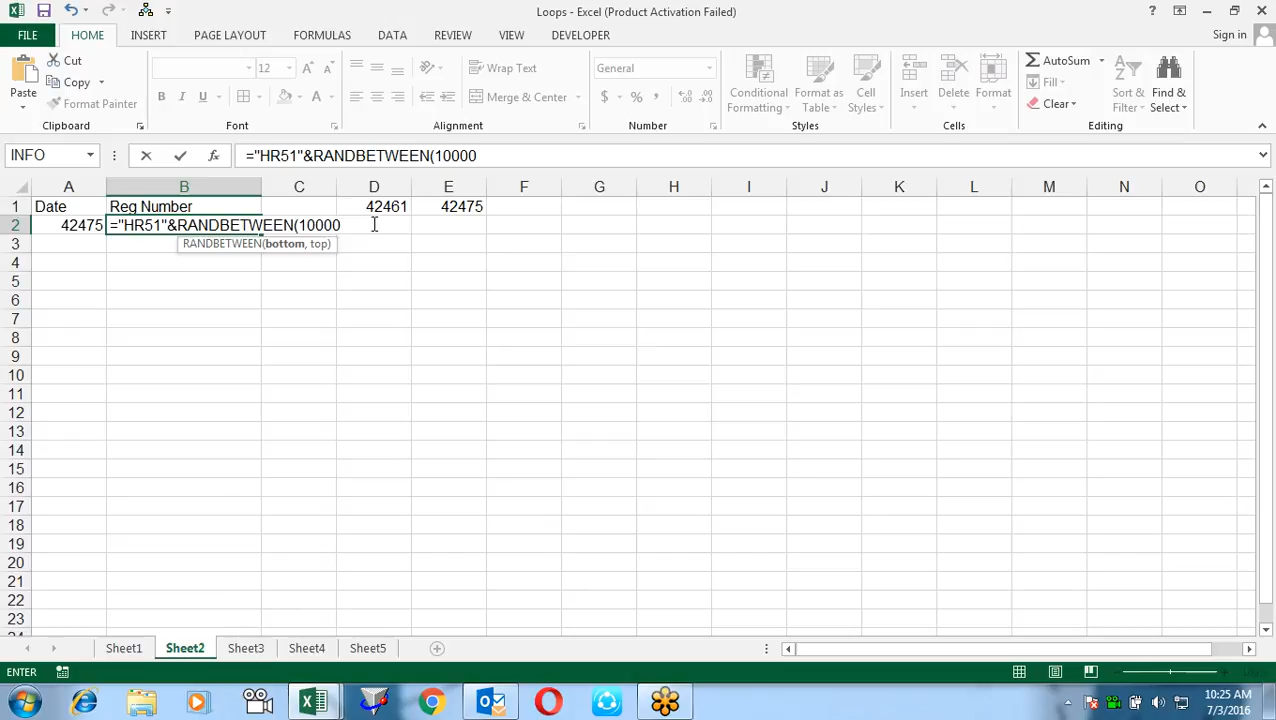 Loops - Excel (Product Activation Failed)
FILE HOME INSERT PAGE LAYOUT FORMULAS DATA REVIEW VIEW DEVELOPER Sign in
Paste
Cut
Copy
Format Painter
Clipboard
12
B I U A
Font
Wrap Text
Merge & Center
Alignment
General
$ %
Number
Conditional Formatting
Format as Table
Cell Styles
Styles
Insert
Delete
Format
Cells
AutoSum
Fill
Clear
Sort & Filter
Find & Select
Editing
INFO
="HR51"&RANDBETWEEN(10000
A B C D E F G H I J K L M N O
1 Date Reg Number 42461 42475
2 42475 ="HR51"&RANDBETWEEN(10000
RANDBETWEEN(bottom, top)
3
4
5
6
7
8
9
10
11
12
13
14
15
16
17
18
19
20
21
22
23
24
Sheet1 Sheet2 Sheet3 Sheet4 Sheet5
ENTER
10:25 AM
7/3/2016